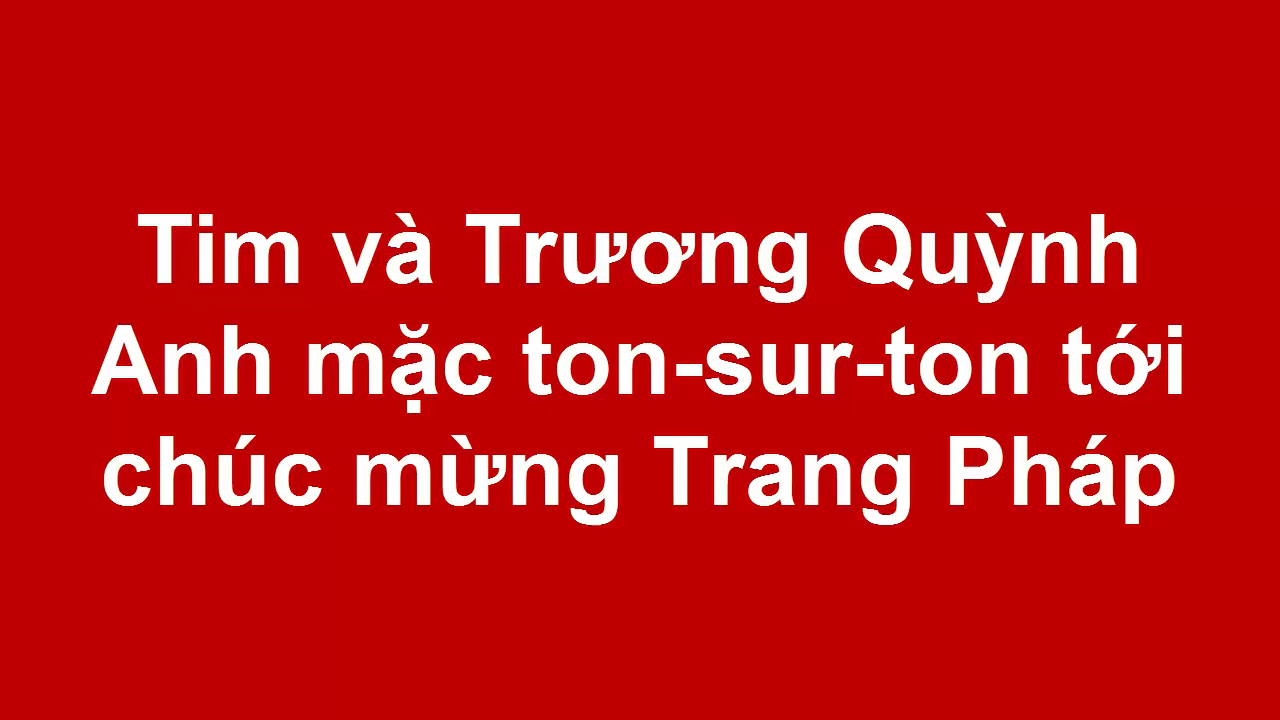 Tim và Trương Quỳnh
Anh mặc ton-sur-ton tới
chúc mừng Trang Pháp